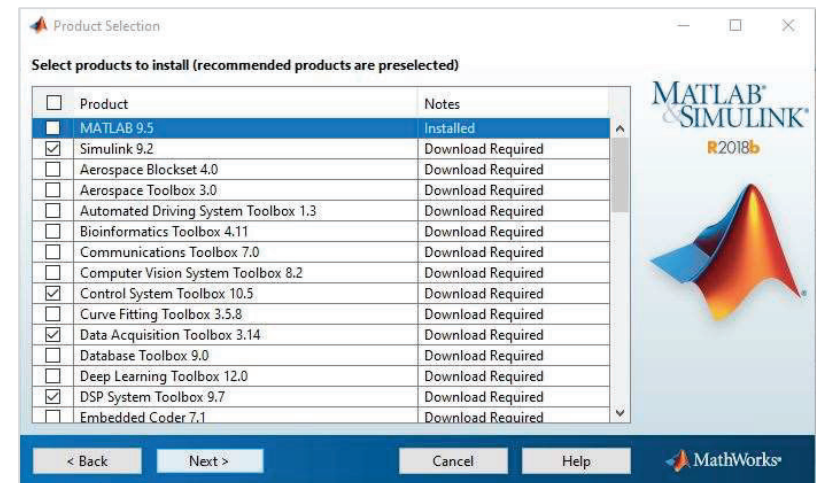 Product Selection
Select products to install (recommended products are preselected)
Product Notes
MATLAB 9.5 Installed
Simulink 9.2 Download Required
Aerospace Blockset 4.0 Download Required
Aerospace Toolbox 3.0 Download Required
Automated Driving System Toolbox 1.3 Download Required
Bioinformatics Toolbox 4.11 Download Required
Communications Toolbox 7.0 Download Required
Computer Vision System Toolbox 8.2 Download Required
Control System Toolbox 10.5 Download Required
Curve Fitting Toolbox 3.5.8 Download Required
Data Acquisition Toolbox 3.14 Download Required
Database Toolbox 9.0 Download Required
Deep Learning Toolbox 12.0 Download Required
DSP System Toolbox 9.7 Download Required
Embedded Coder 7.1 Download Required
MATLAB®
&SIMULINK®
R2018b
< Back Next > Cancel Help MathWorks®